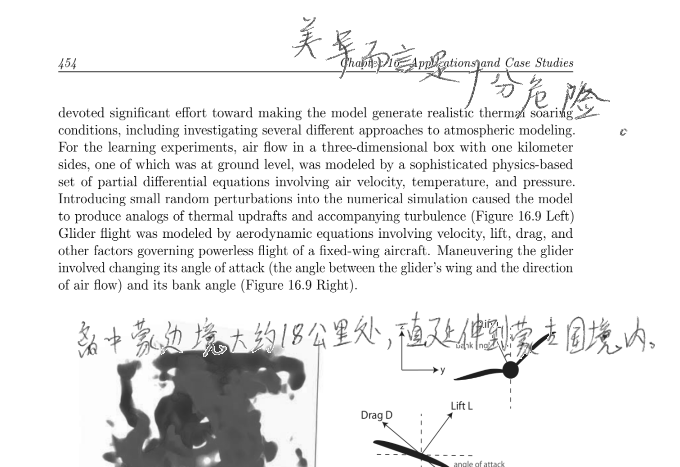 美军而言是十分危险
454
Chapter 16: Applications and Case Studies
。
devoted significant effort toward making the model generate realistic thermal soaring
conditions, including investigating several different approaches to atmospheric modeling.
For the learning experiments, air flow in a three-dimensional box with one kilometer
sides, one of which was at ground level, was modeled by a sophisticated physics-based
set of partial differential equations involving air velocity, temperature, and pressure.
Introducing small random perturbations into the numerical simulation caused the model
to produce analogs of thermal updrafts and accompanying turbulence (Figure 16.9 Left)
Glider flight was modeled by aerodynamic equations involving velocity, lift, drag, and
other factors governing powerless flight of a fixed-wing aircraft. Maneuvering the glider
involved changing its angle of attack (the angle between the glider's wing and the direction
of air flow) and its bank angle (Figure 16.9 Right).
离中蒙边境大约18公里处,直延伸到蒙古国境内。
z
y
Lift L
Drag D
angle of attack